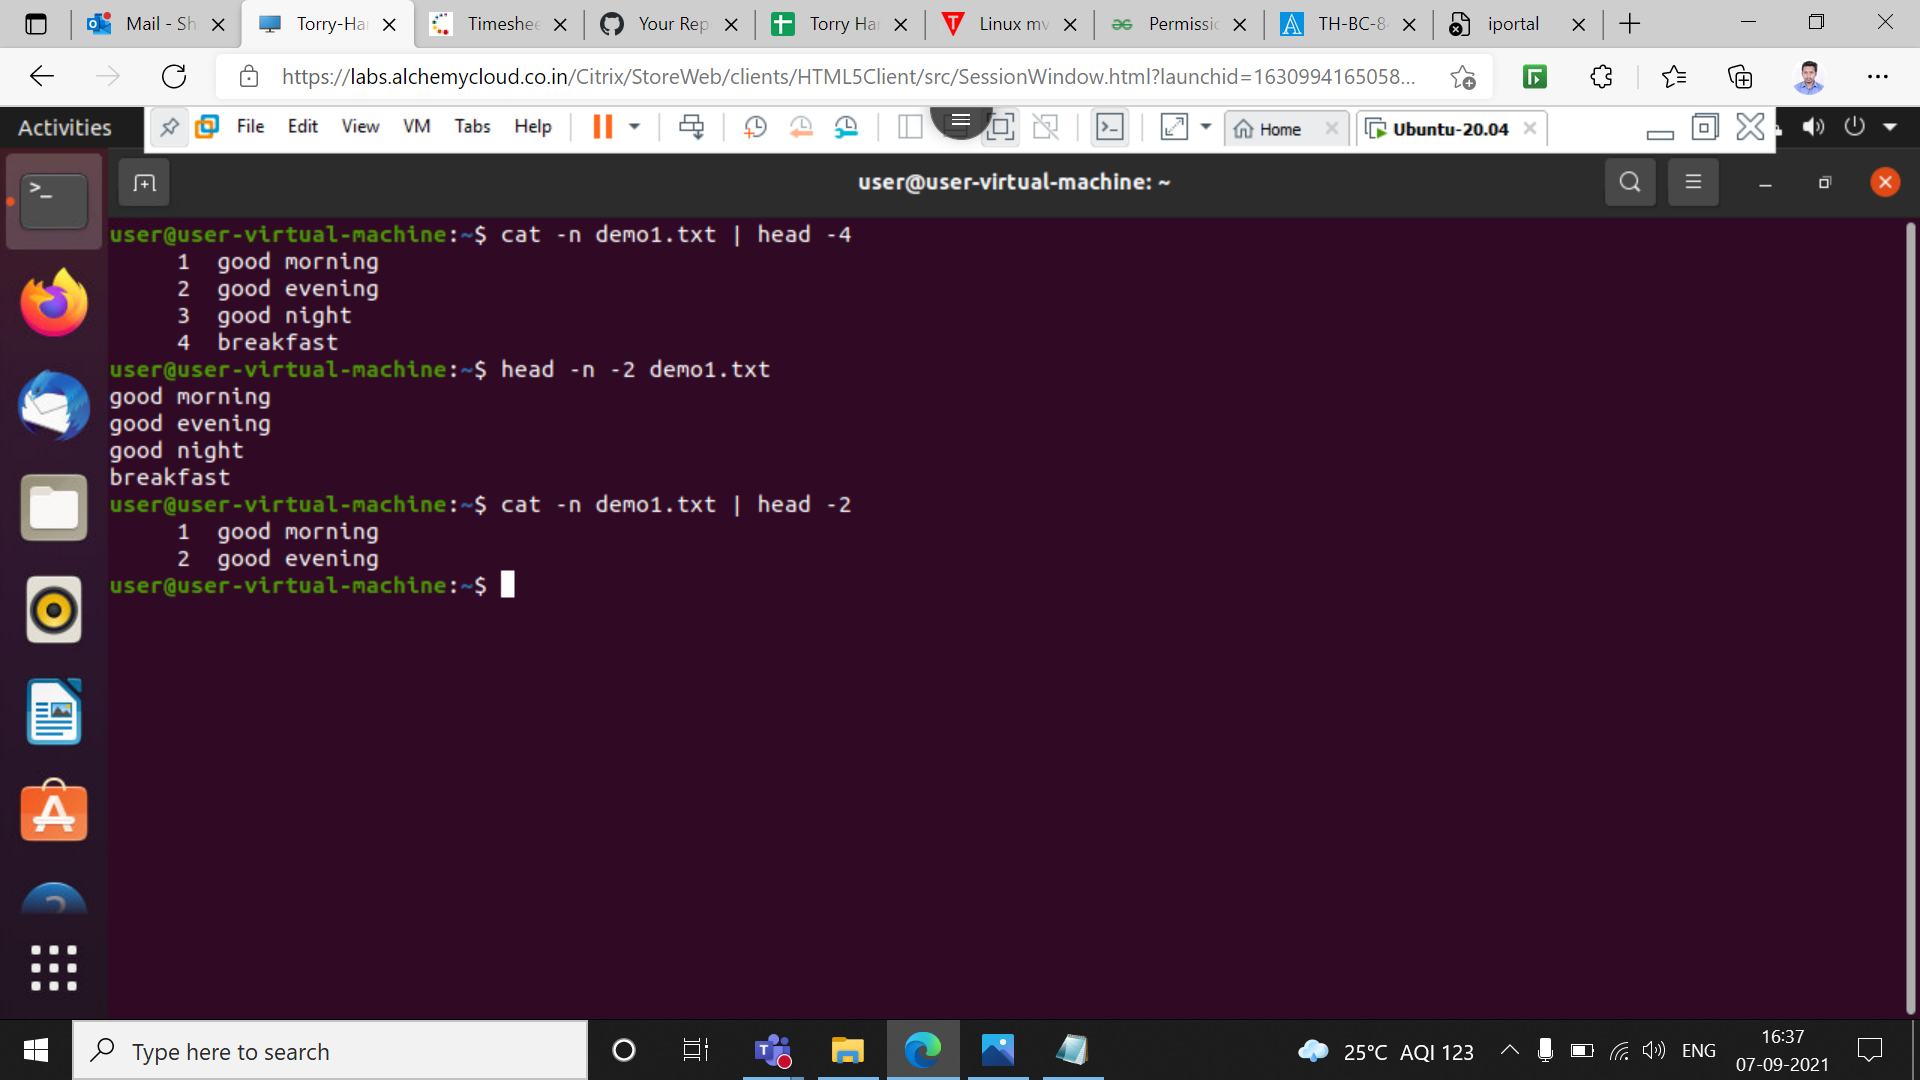 Mail - Sh
Torry-Har
Timeshee
Your Rep
Torry Har
Linux mv
Permissio
TH-BC-84
iportal
https://labs.alchemycloud.co.in/Citrix/StoreWeb/clients/HTML5Client/src/SessionWindow.html?launchid=1630994165058...
Activities
File Edit View VM Tabs Help
Home
Ubuntu-20.04
user@user-virtual-machine: ~
user@user-virtual-machine:~$ cat -n demo1.txt | head -4
1 good morning
2 good evening
3 good night
4 breakfast
user@user-virtual-machine:~$ head -n -2 demo1.txt
good morning
good evening
good night
breakfast
user@user-virtual-machine:~$ cat -n demo1.txt | head -2
1 good morning
2 good evening
user@user-virtual-machine:~$
Type here to search
25°C AQI 123
ENG
16:37
07-09-2021